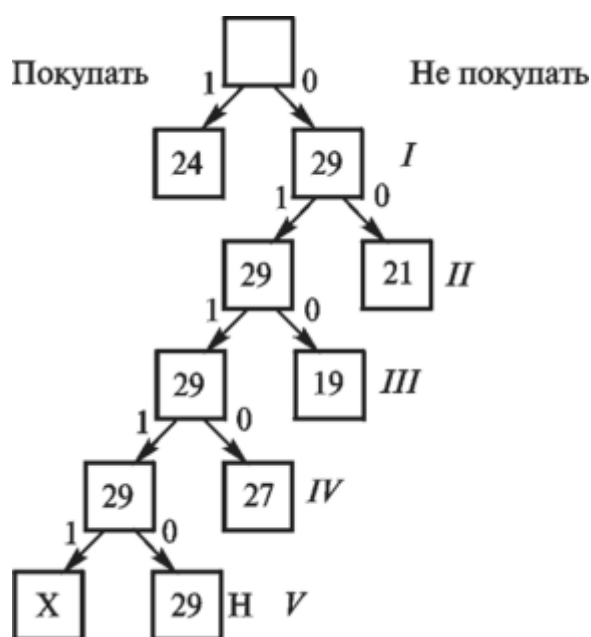 Покупать
Не покупать
1 0
24 29 I
1 0
29 21 II
1 0
29 19 III
1 0
29 27 IV
1 0
X 29 Н V